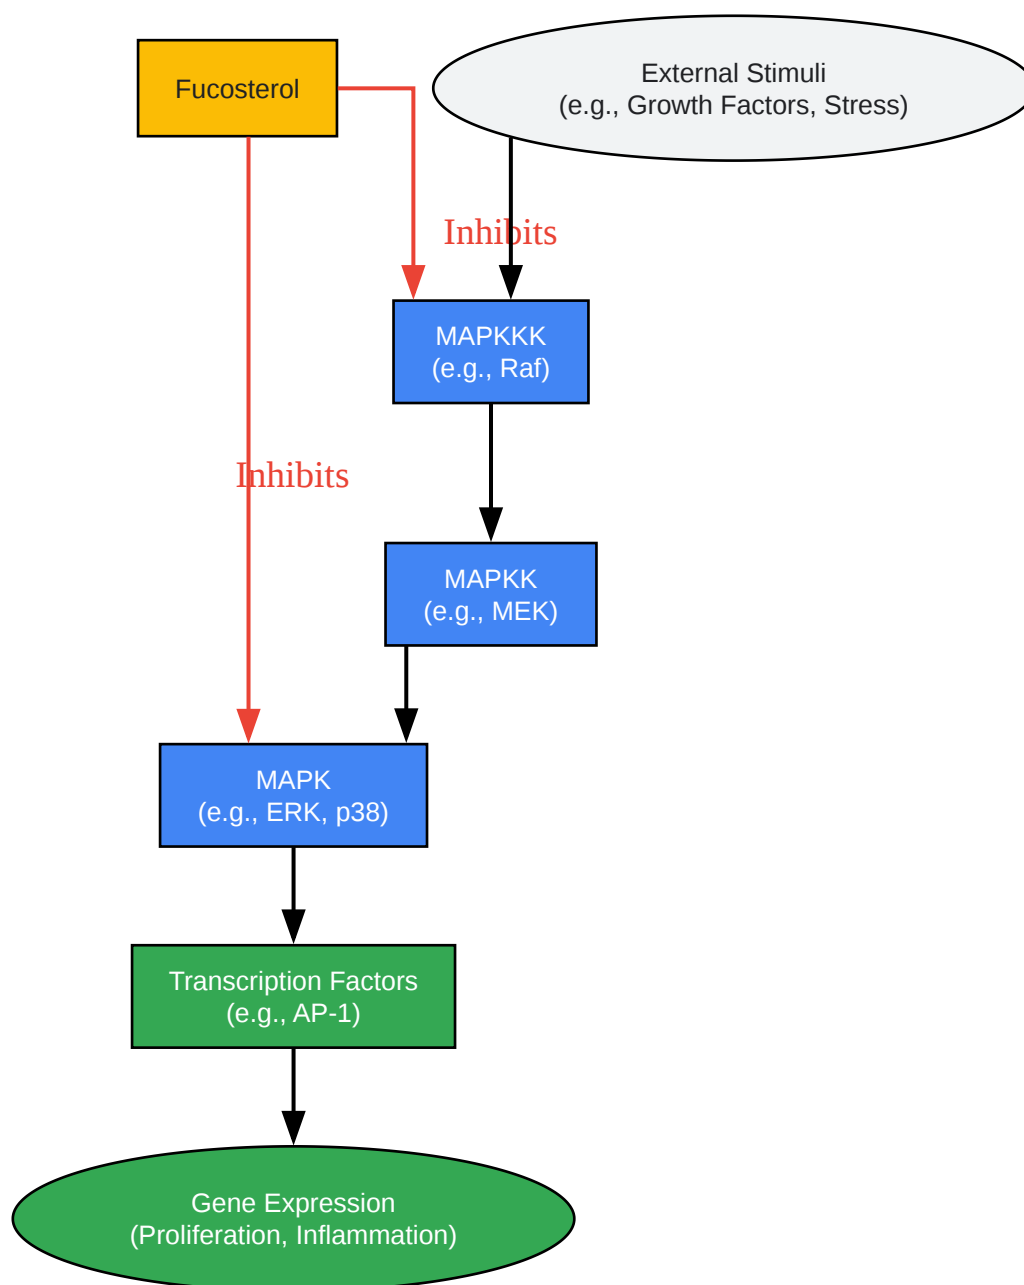 Fucosterol
External Stimuli
(e.g., Growth Factors, Stress)
Inhibits
MAPKKK
(e.g., Raf)
Inhibits
MAPKK
(e.g., MEK)
MAPK
(e.g., ERK, p38)
Transcription Factors
(e.g., AP-1)
Gene Expression
(Proliferation, Inflammation)